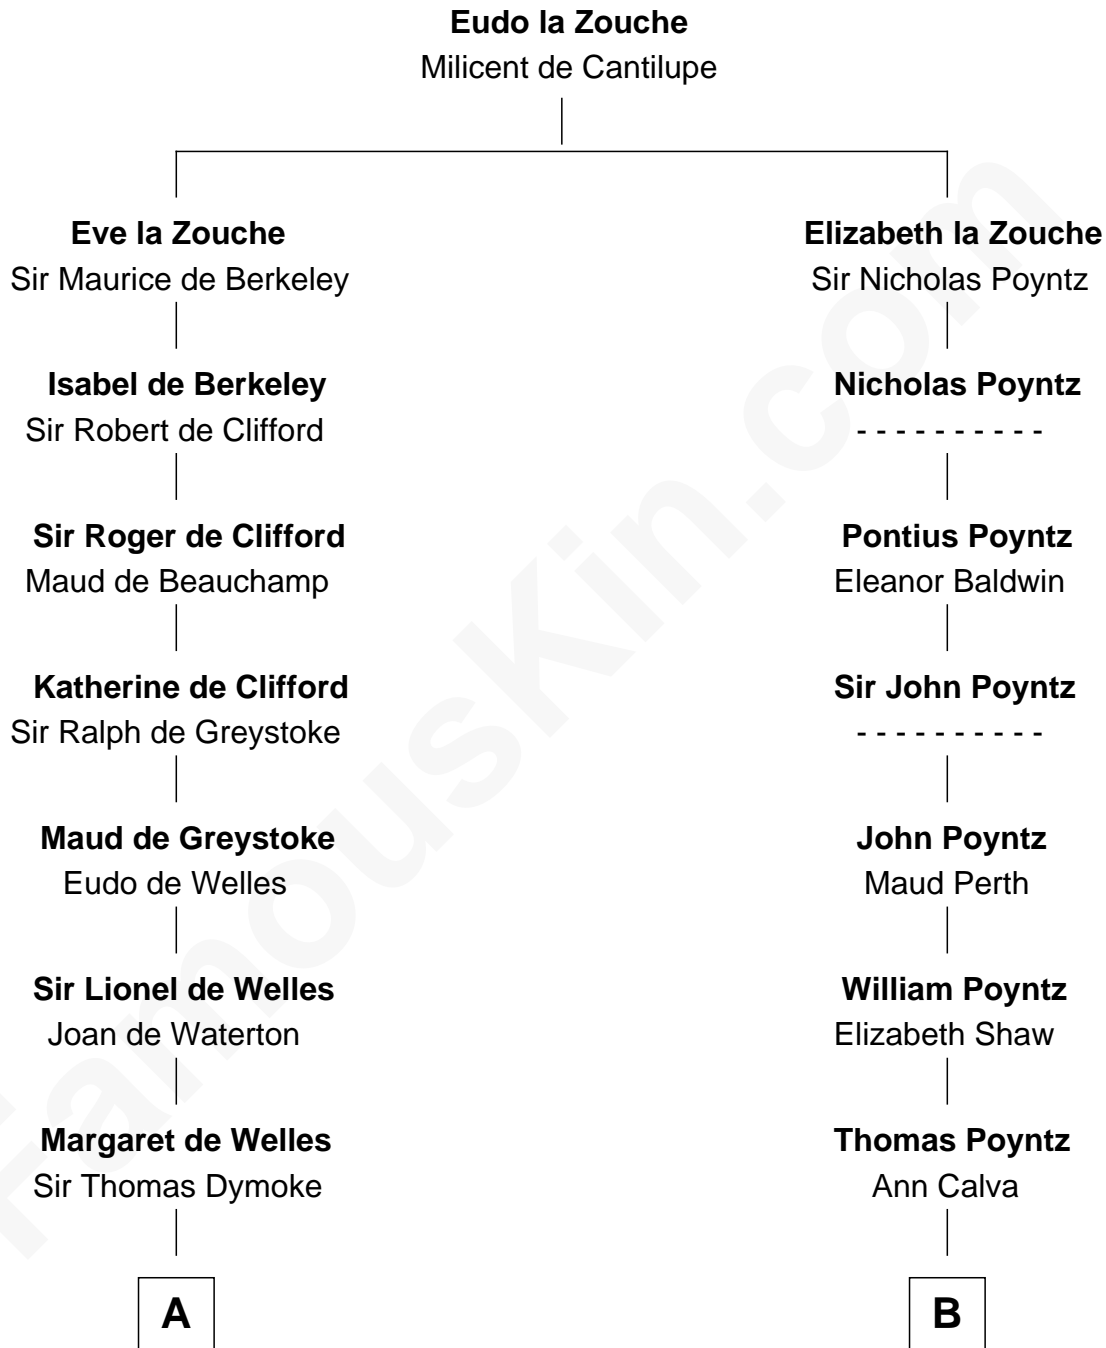 Eudo la Zouche
Milicent de Cantilupe
Eve la Zouche
Sir Maurice de Berkeley
Elizabeth la Zouche
Sir Nicholas Poyntz
Isabel de Berkeley
Sir Robert de Clifford
Nicholas Poyntz
- - - - - - - - - -
Sir Roger de Clifford
Maud de Beauchamp
Pontius Poyntz
Eleanor Baldwin
Katherine de Clifford
Sir Ralph de Greystoke
Sir John Poyntz
- - - - - - - - - -
Maud de Greystoke
Eudo de Welles
John Poyntz
Maud Perth
Sir Lionel de Welles
Joan de Waterton
William Poyntz
Elizabeth Shaw
Margaret de Welles
Sir Thomas Dymoke
Thomas Poyntz
Ann Calva
A
B
FamousKin.com